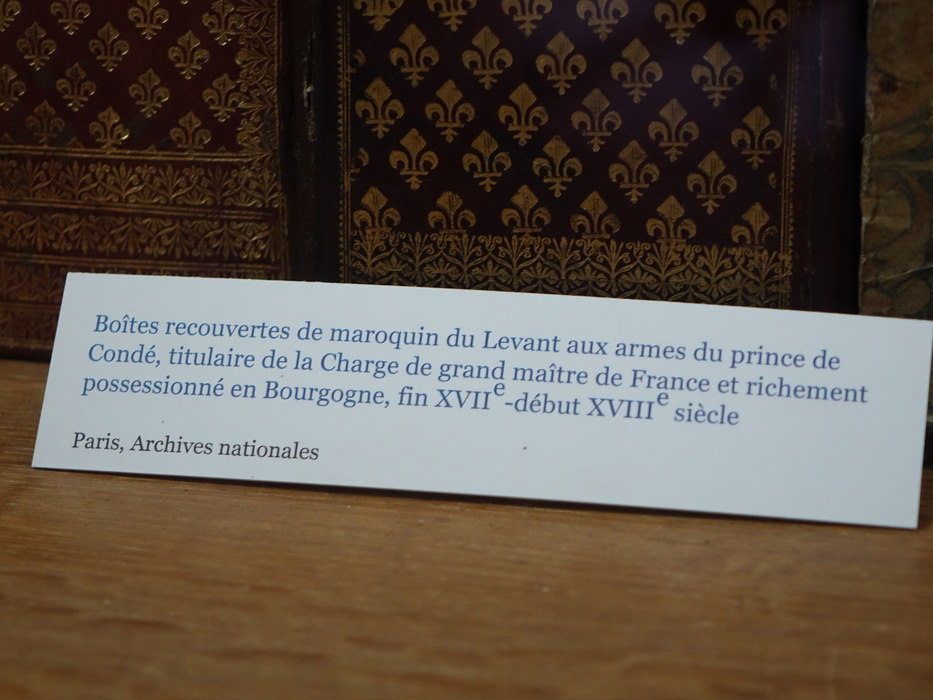 Boîtes recouvertes de maroquin du Levant aux armes du prince de
Condé, titulaire de la Charge de grand maître de France et richement
possessionné en Bourgogne, fin XVIIe-début XVIIIe siècle
Paris, Archives nationales